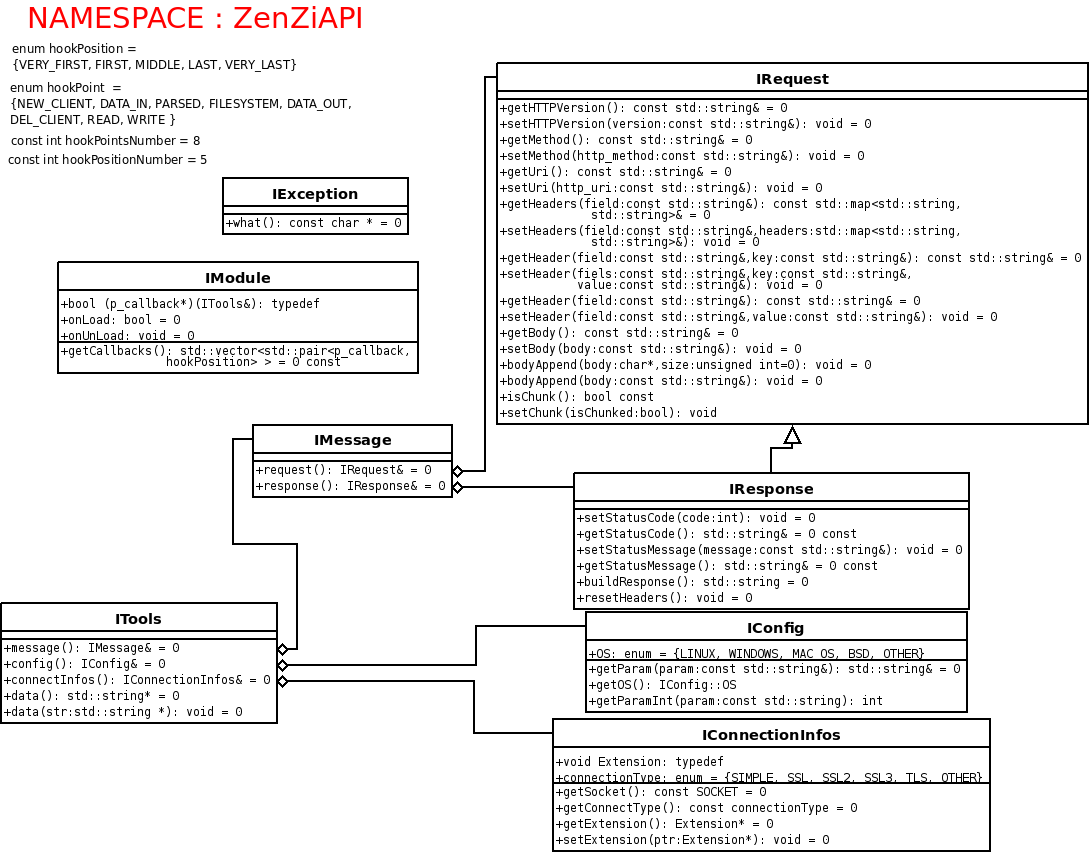 NAMESPACE : ZenZiAPI
enum hookPosition =
{VERY_FIRST, FIRST, MIDDLE, LAST, VERY_LAST}
enum hookPoint =
{NEW_CLIENT, DATA_IN, PARSED, FILESYSTEM, DATA_OUT,
DEL_CLIENT, READ, WRITE }
const int hookPointsNumber = 8
const int hookPositionNumber = 5
IRequest
+getHTTPVersion(): const std::string& = 0
+setHTTPVersion(version:const std::string&): void = 0
+getMethod(): const std::string& = 0
+setMethod(http_method:const std::string&): void = 0
+getUri(): const std::string& = 0
+setUri(http_uri:const std::string&): void = 0
+getHeaders(field:const std::string&): const std::map<std::string,
std::string>& = 0
+setHeaders(field:const std::string&,headers:std::map<std::string,
std::string>&): void = 0
+getHeader(field:const std::string&,key:const std::string&): const std::string& = 0
+setHeader(fiels:const std::string&,key:const std::string&,
value:const std::string&): void = 0
+getHeader(field:const std::string&): const std::string& = 0
+setHeader(field:const std::string&,value:const std::string&): void = 0
+getBody(): const std::string& = 0
+setBody(body:const std::string&): void = 0
+bodyAppend(body:char*,size:unsigned int=0): void = 0
+bodyAppend(body:const std::string&): void = 0
+isChunk(): bool const
+setChunk(isChunked:bool): void
IException
+what(): const char * = 0
IModule
+bool (p_callback*)(ITools&): typedef
+onLoad: bool = 0
+onUnLoad: void = 0
+getCallbacks(): std::vector<std::pair<p_callback,
hookPosition> > = 0 const
IMessage
+request(): IRequest& = 0
+response(): IResponse& = 0
IResponse
+setStatusCode(code:int): void = 0
+getStatusCode(): std::string& = 0 const
+setStatusMessage(message:const std::string&): void = 0
+getStatusMessage(): std::string& = 0 const
+buildResponse(): std::string = 0
+resetHeaders(): void = 0
ITools
+message(): IMessage& = 0
+config(): IConfig& = 0
+connectInfos(): IConnectionInfos& = 0
+data(): std::string* = 0
+data(str:std::string *): void = 0
IConfig
+OS: enum = {LINUX, WINDOWS, MAC OS, BSD, OTHER}
+getParam(param:const std::string&): std::string& = 0
+getOS(): IConfig::OS
+getParamInt(param:const std::string): int
IConnectionInfos
+void Extension: typedef
+connectionType: enum = {SIMPLE, SSL, SSL2, SSL3, TLS, OTHER}
+getSocket(): const SOCKET = 0
+getConnectType(): const connectionType = 0
+getExtension(): Extension* = 0
+setExtension(ptr:Extension*): void = 0